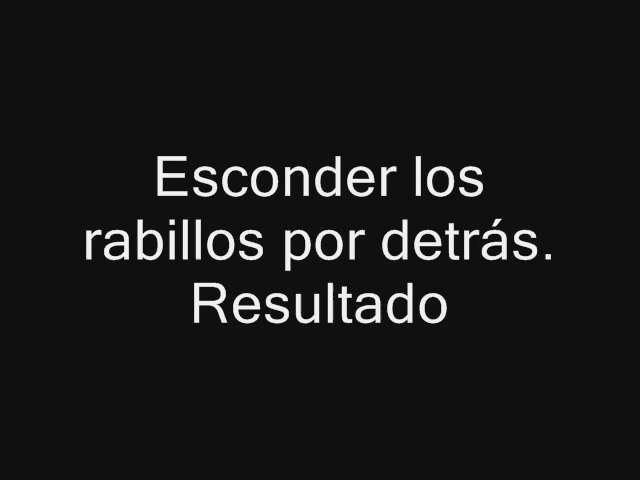 Esconder los
rabillos por detrás.
Resultado